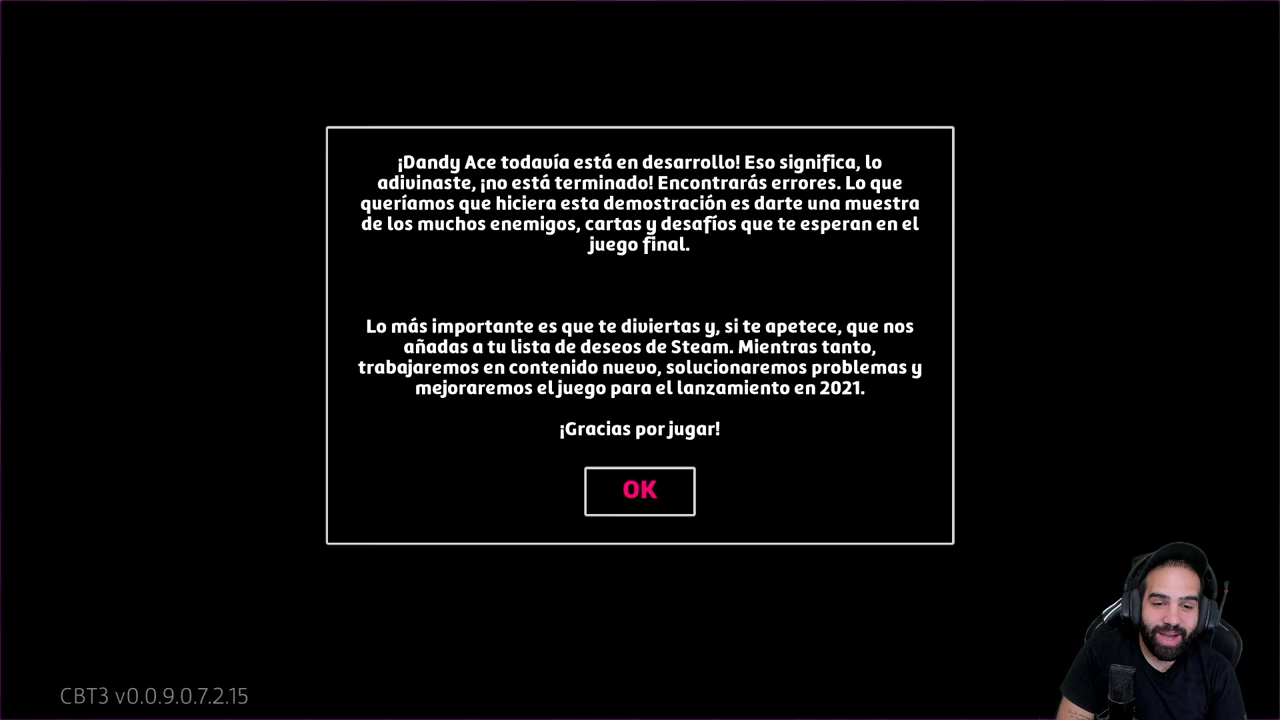 ¡Dandy Ace todavía está en desarrollo! Eso significa, lo
adivinaste, ¡no está terminado! Encontrarás errores. Lo que
queríamos que hiciera esta demostración es darte una muestra
de los muchos enemigos, cartas y desafíos que te esperan en el
juego final.
Lo más importante es que te diviertas y, si te apetece, que nos
añadas a tu lista de deseos de Steam. Mientras tanto,
trabajaremos en contenido nuevo, solucionaremos problemas y
mejoraremos el juego para el lanzamiento en 2021.
¡Gracias por jugar!
OK
CBT3 v0.0.9.0.7.2.15